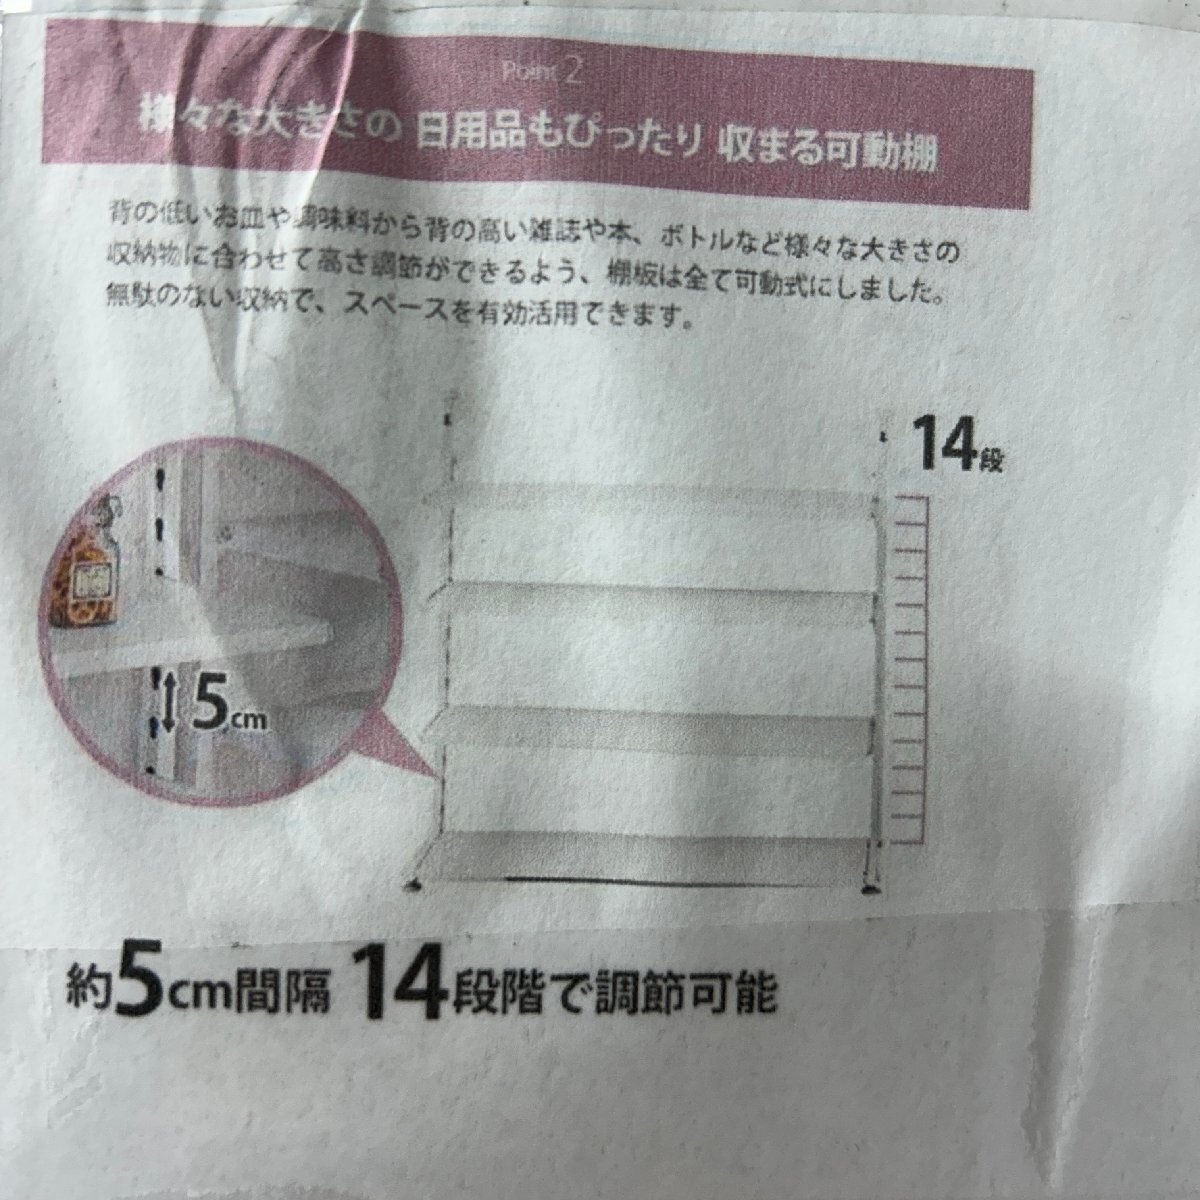 Point 2
様々な大きさの 日用品もぴったり 収まる可動棚
背の低いお皿や調味料から背の高い雑誌や本、ボトルなど様々な大きさの
収納物に合わせて高さ調節ができるよう、棚板は全て可動式にしました。
無駄のない収納で、スペースを有効活用できます。
14段
5cm
約5cm間隔 14段階で調節可能